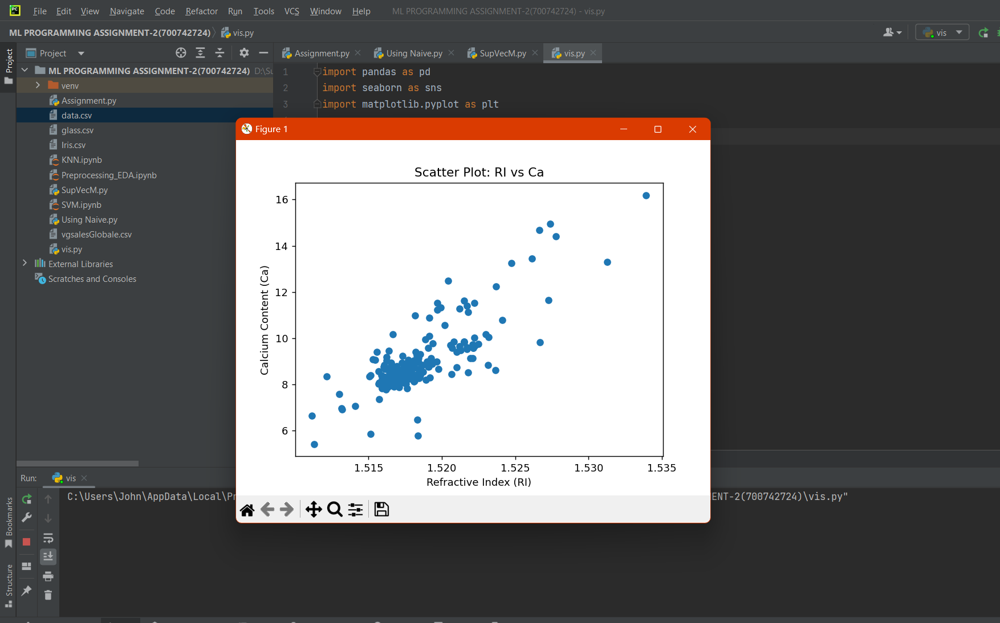 PC
File Edit View Navigate Code Refactor Run Tools VCS Window Help ML PROGRAMMING ASSIGNMENT-2(700742724) - vis.py
ML PROGRAMMING ASSIGNMENT-2(700742724) vis.py
vis
Project
Project
Assignment.py
Using Naive.py
SupVecM.py
vis.py
ML PROGRAMMING ASSIGNMENT-2(700742724)
venv
Assignment.py
data.csv
glass.csv
Iris.csv
KNN.ipynb
Preprocessing_EDA.ipynb
SupVecM.py
SVM.ipynb
Using Naive.py
vgsalesGlobale.csv
vis.py
External Libraries
Scratches and Consoles
1 import pandas as pd
2 import seaborn as sns
3 import matplotlib.pyplot as plt
Figure 1
Scatter Plot: RI vs Ca
16
14
12
10
8
6
Calcium Content (Ca)
1.515 1.520 1.525 1.530 1.535
Refractive Index (RI)
Run: vis
C:\Users\John\AppData\Local\Pr
ENT-2(700742724)\vis.py"
Bookmarks
Structure